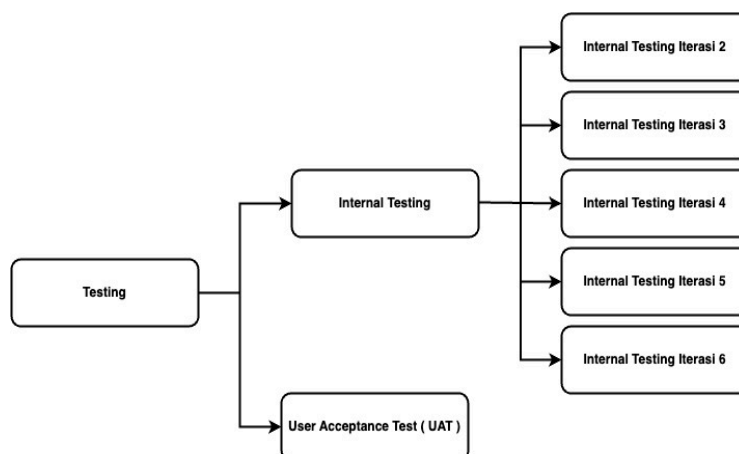 Internal Testing Iterasi 2
Internal Testing Iterasi 3
Internal Testing
Internal Testing Iterasi 4
Testing
Internal Testing Iterasi 5
Internal Testing Iterasi 6
User Acceptance Test ( UAT )